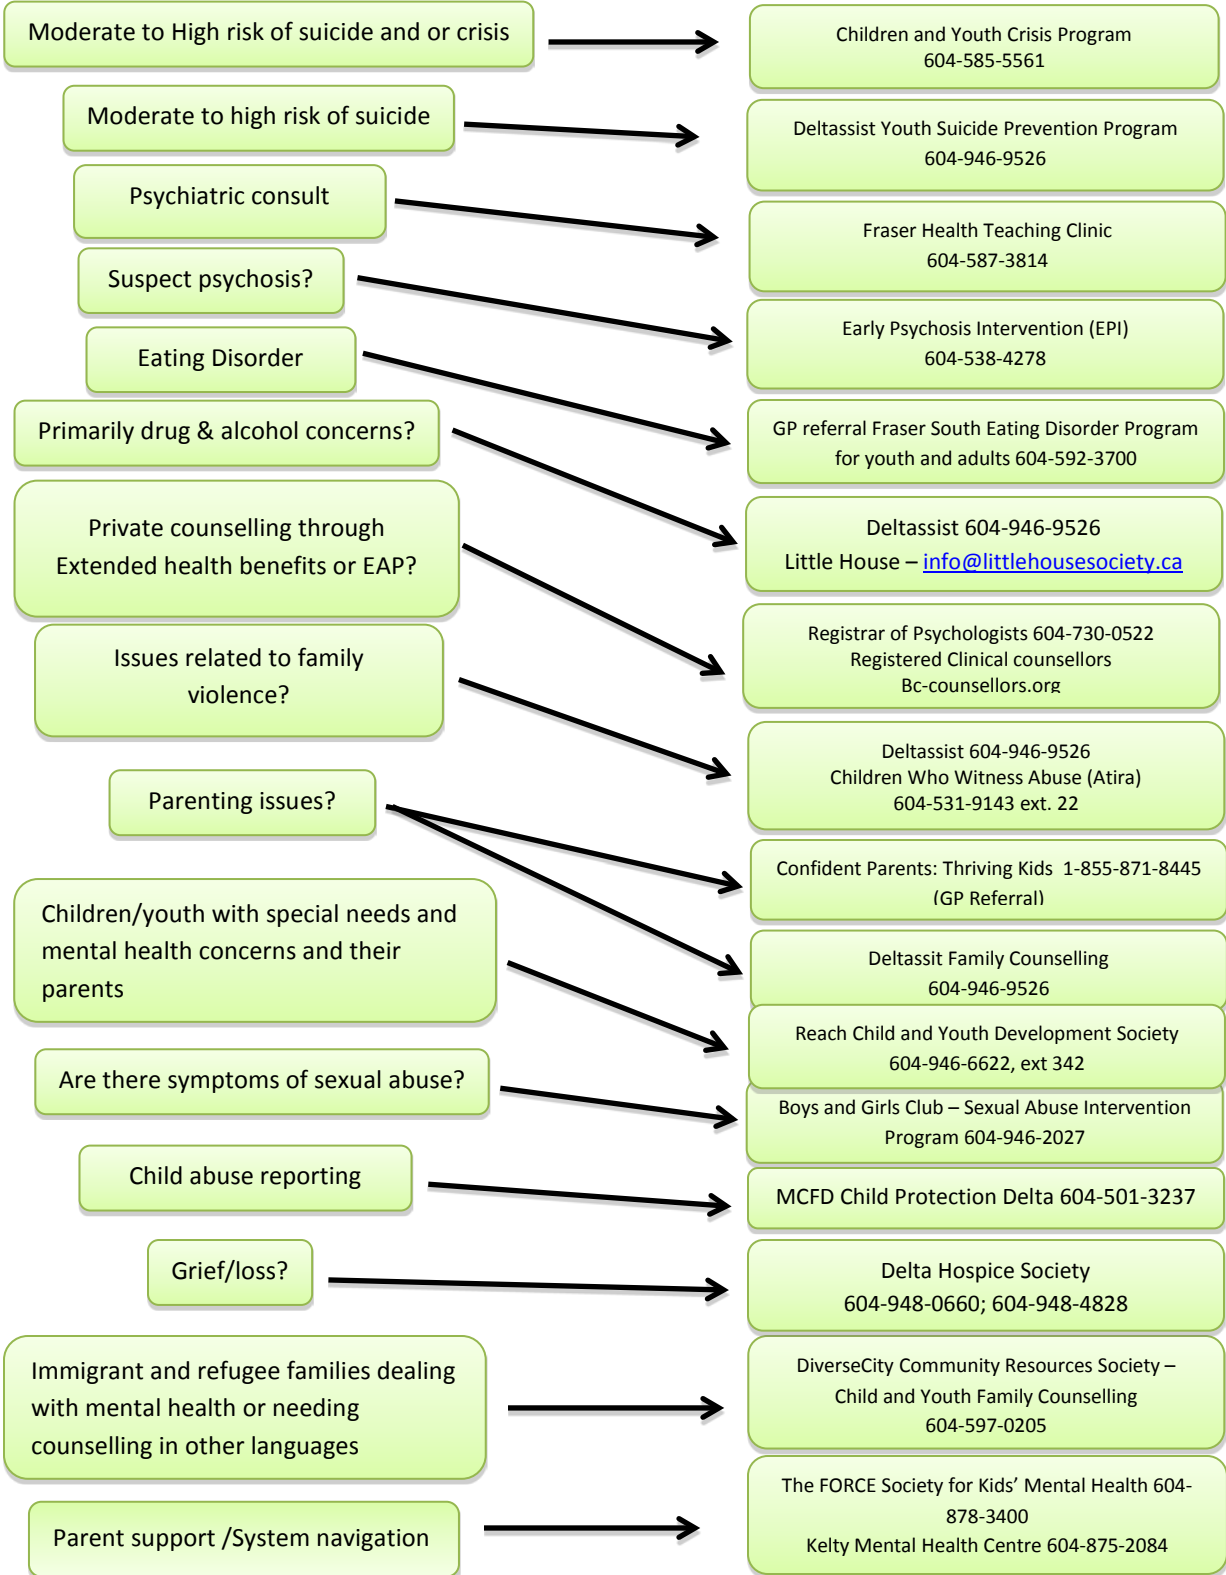 Moderate to High risk of suicide and or crisis
Children and Youth Crisis Program
604-585-5561
Moderate to high risk of suicide
Deltassist Youth Suicide Prevention Program
604-946-9526
Psychiatric consult
Fraser Health Teaching Clinic
604-587-3814
Suspect psychosis?
Early Psychosis Intervention (EPI)
604-538-4278
Eating Disorder
GP referral Fraser South Eating Disorder Program
for youth and adults 604-592-3700
Primarily drug & alcohol concerns?
Deltassist 604-946-9526
Little House – info@littlehousesociety.ca
Private counselling through
Extended health benefits or EAP?
Registrar of Psychologists 604-730-0522
Registered Clinical counsellors
Bc-counsellors.org
Issues related to family
violence?
Deltassist 604-946-9526
Children Who Witness Abuse (Atira)
604-531-9143 ext. 22
Parenting issues?
Confident Parents: Thriving Kids 1-855-871-8445
(GP Referral)
Deltassit Family Counselling
604-946-9526
Children/youth with special needs and
mental health concerns and their
parents
Reach Child and Youth Development Society
604-946-6622, ext 342
Are there symptoms of sexual abuse?
Boys and Girls Club – Sexual Abuse Intervention
Program 604-946-2027
Child abuse reporting
MCFD Child Protection Delta 604-501-3237
Grief/loss?
Delta Hospice Society
604-948-0660; 604-948-4828
Immigrant and refugee families dealing
with mental health or needing
counselling in other languages
DiverseCity Community Resources Society –
Child and Youth Family Counselling
604-597-0205
Parent support /System navigation
The FORCE Society for Kids’ Mental Health 604-
878-3400
Kelty Mental Health Centre 604-875-2084